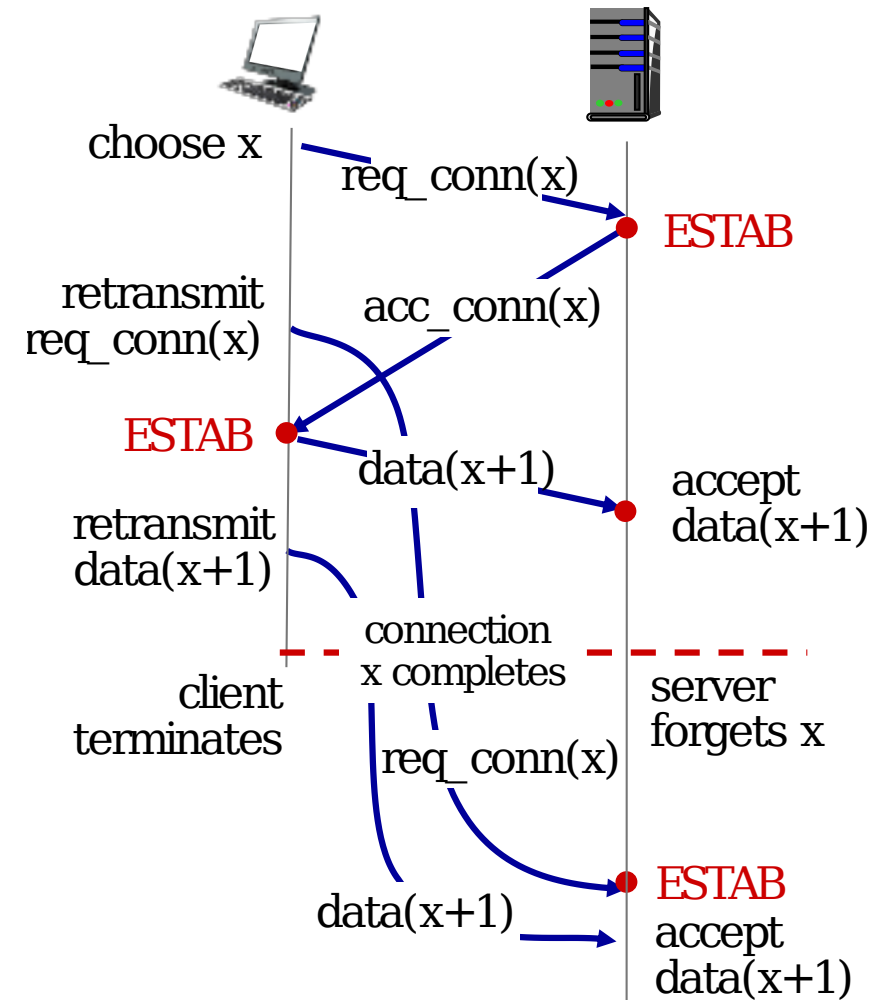 choose x
req_conn(x)
ESTAB
retransmit
req_conn(x)
acc_conn(x)
ESTAB
data(x+1)
accept
data(x+1)
retransmit
data(x+1)
connection
x completes
client
terminates
server
forgets x
req_conn(x)
ESTAB
data(x+1)
accept
data(x+1)